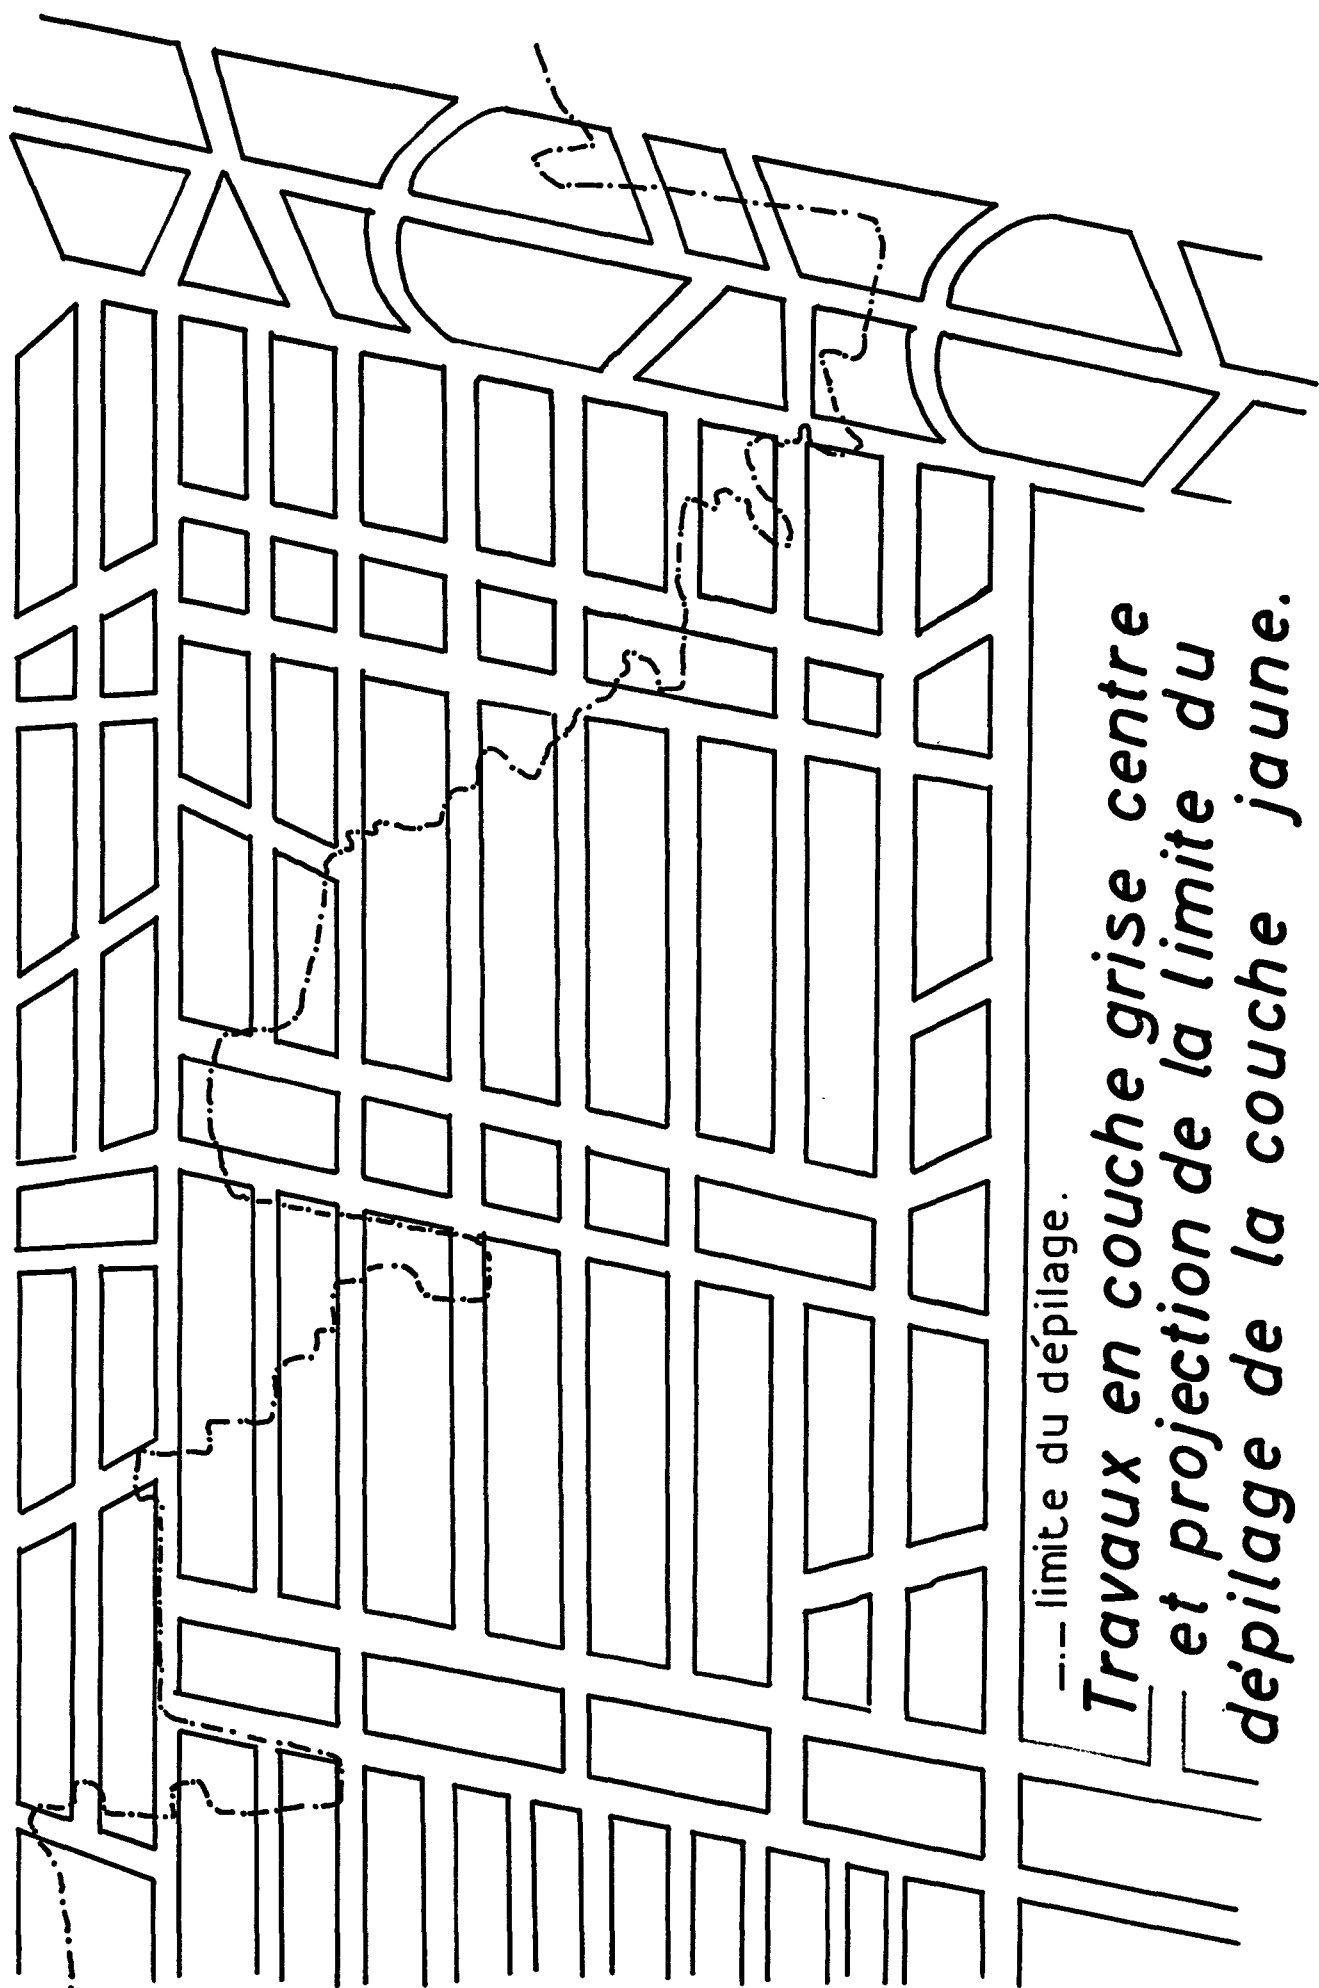 —·— limite du dépilage.
Travaux en couche grise centre
et projection de la limite du
dépilage de la couche jaune.